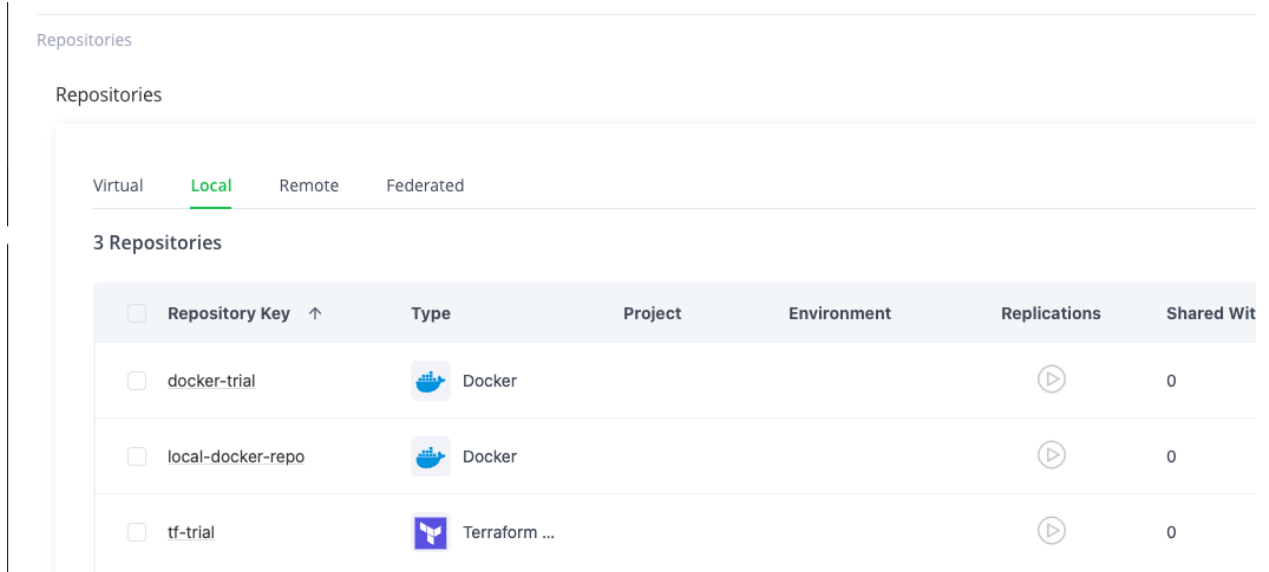 Repositories
Repositories
Virtual Local Remote Federated
3 Repositories
Repository Key ↑ Type Project Environment Replications Shared Wit
docker-trial Docker 0
local-docker-repo Docker 0
tf-trial Terraform ... 0